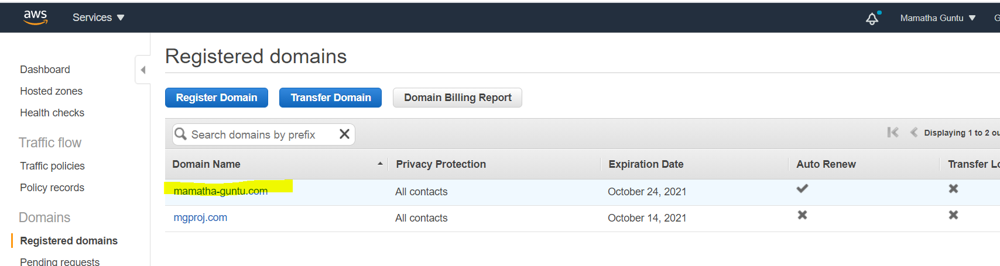 aws Services Mamatha Guntu G
Registered domains
Dashboard
Hosted zones
Health checks
Traffic flow
Traffic policies
Policy records
Domains
Registered domains
Pending requests
Register Domain Transfer Domain Domain Billing Report
Search domains by prefix Displaying 1 to 2 ou
Domain Name Privacy Protection Expiration Date Auto Renew Transfer Lo
mamatha-guntu.com All contacts October 24, 2021
mgproj.com All contacts October 14, 2021